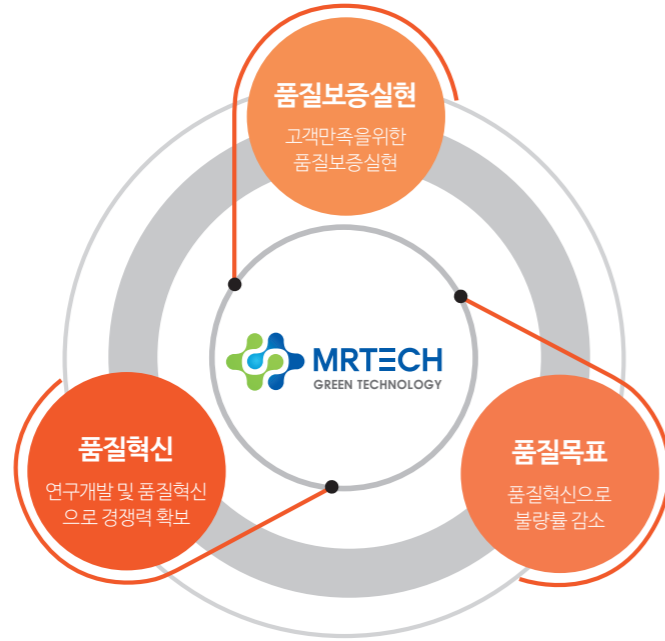 품질보증실현
고객만족을위한
품질보증실현
MRTECH
GREEN TECHNOLOGY
품질혁신
연구개발 및 품질혁신
으로 경쟁력 확보
품질목표
품질혁신으로
불량률 감소